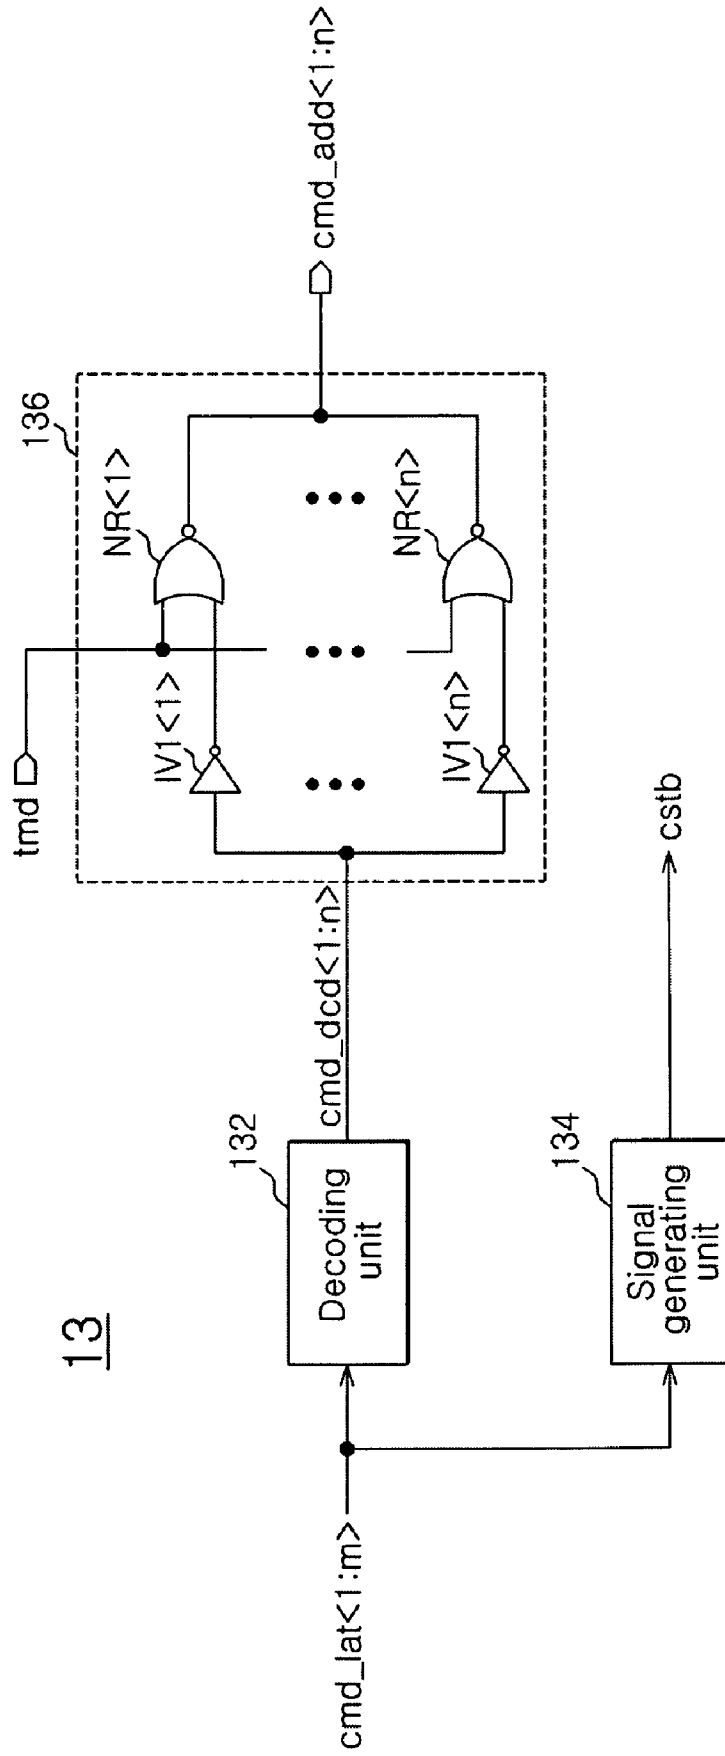 13
cmd_lat<1:m>
132
Decoding
unit
134
Signal
generating
unit
cmd_dcd<1:n>
cstb
tmd
136
IV1<1>
NR<1>
IV1<n>
NR<n>
cmd_add<1:n>